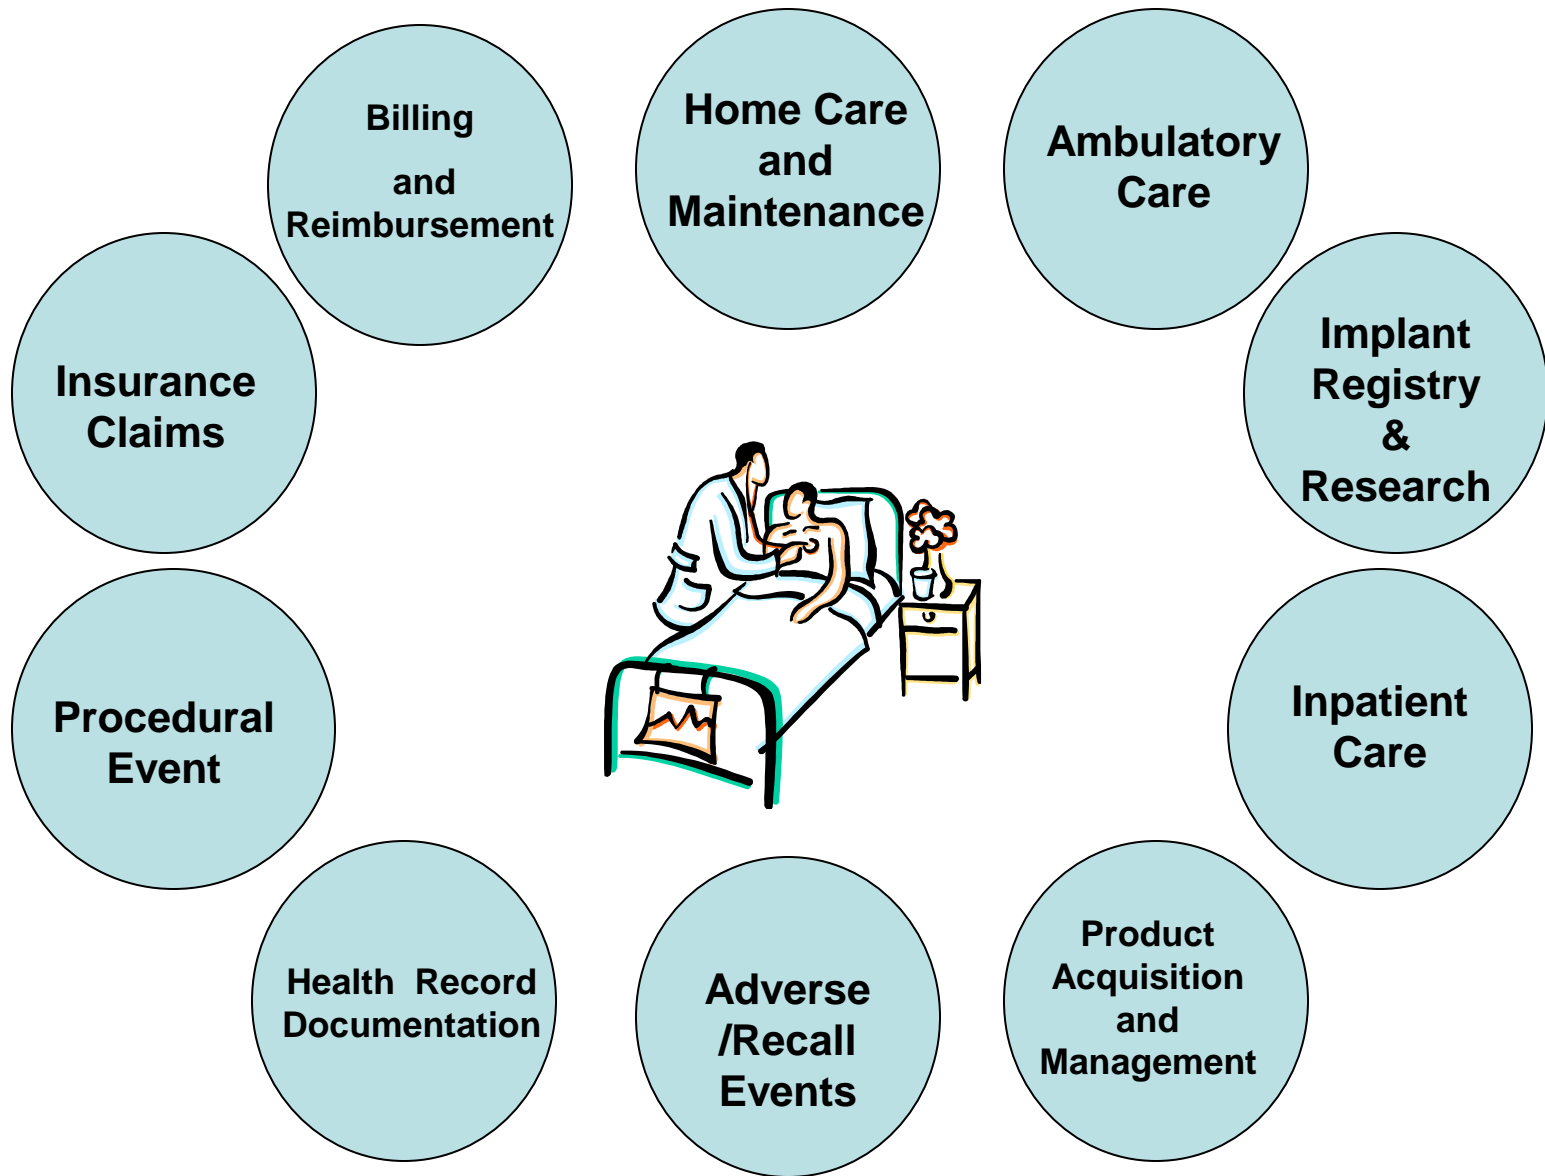 Billing
and
Reimbursement
Home Care
and
Maintenance
Ambulatory
Care
Insurance
Claims
Implant
Registry
&
Research
Procedural
Event
Inpatient
Care
Health Record
Documentation
Adverse
/Recall
Events
Product
Acquisition
and
Management